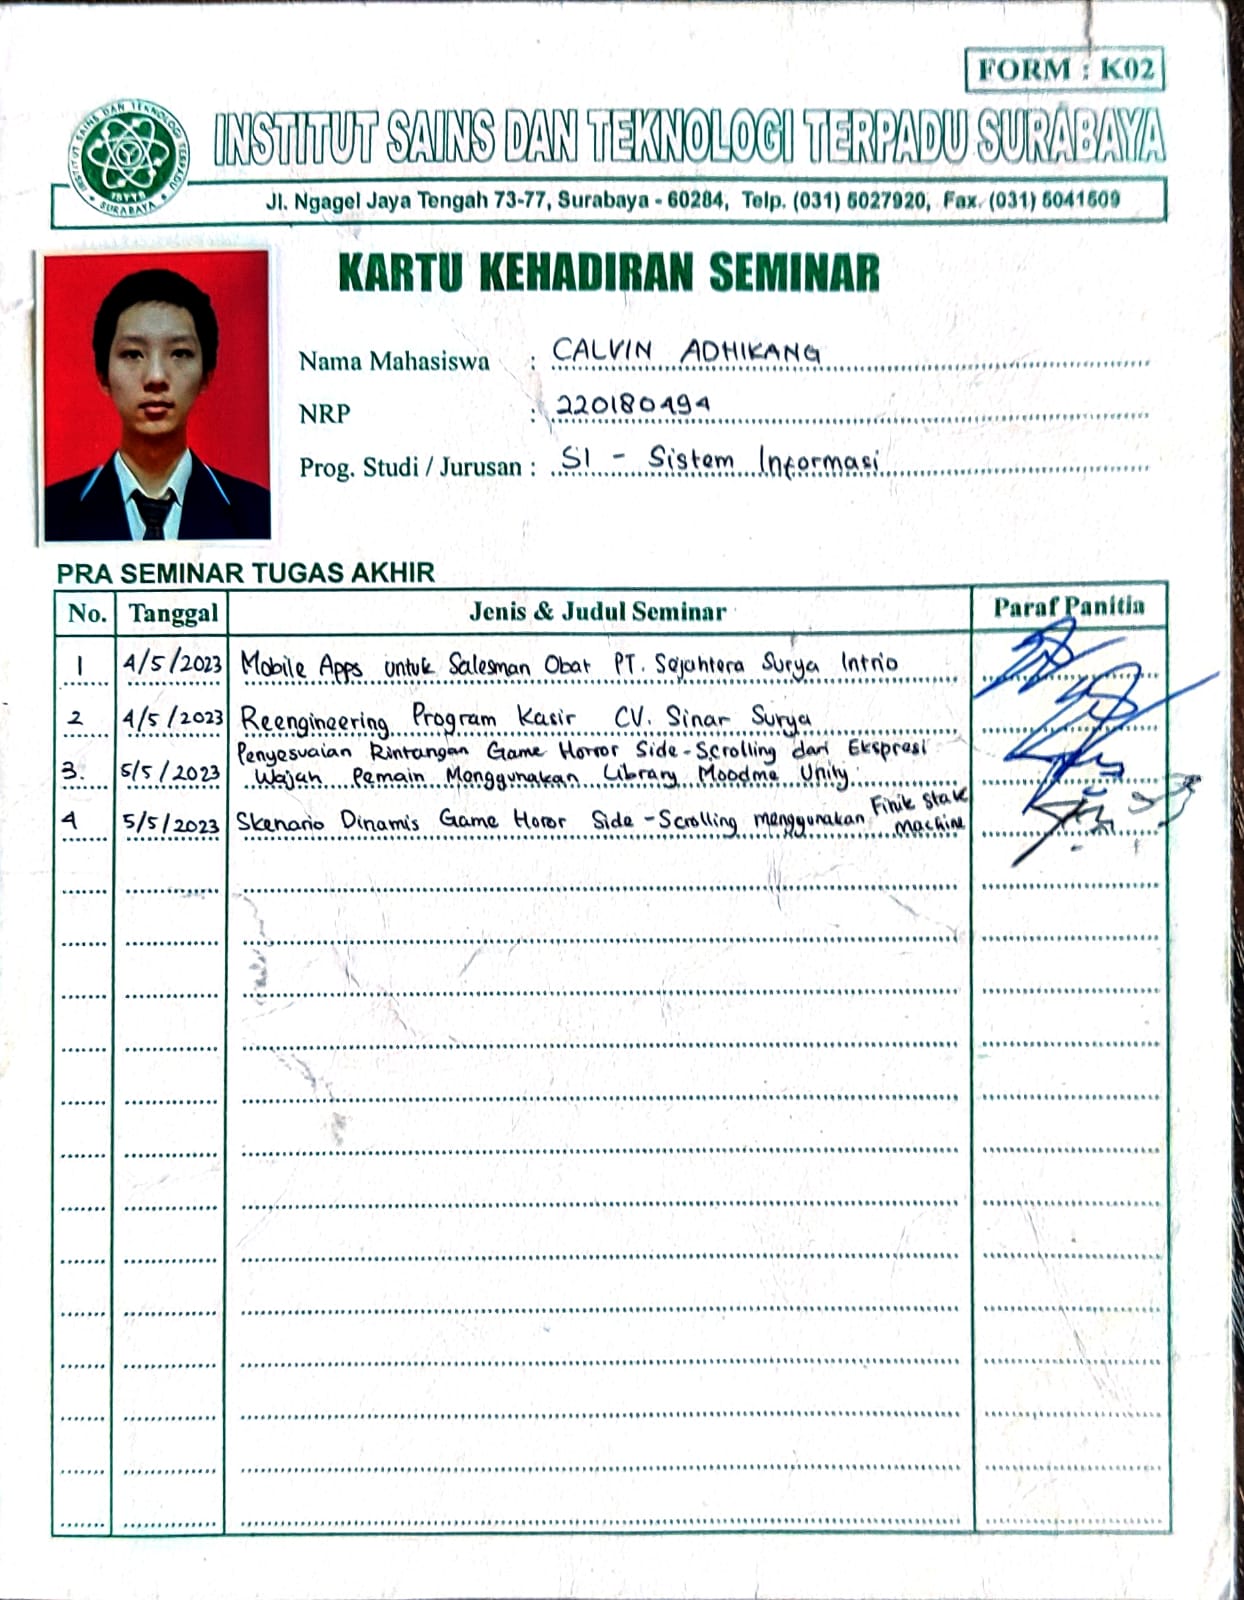 FORM : K02
INSTITUT SAINS DAN TEKNOLOGI TERPADU SURABAYA
INSTITUT SAINS DAN TEKNOLOGI TERPADU
SURABAYA
Jl. Ngagel Jaya Tengah 73-77, Surabaya - 60284, Telp. (031) 5027920, Fax. (031) 5041509
KARTU KEHADIRAN SEMINAR
Nama Mahasiswa : CALVIN ADHIKANG
NRP : 220180494
Prog. Studi / Jurusan : S1 - Sistem Informasi
PRA SEMINAR TUGAS AKHIR
No. Tanggal Jenis & Judul Seminar Paraf Panitia
1 4/5/2023 Mobile Apps untuk Salesman Obat PT. Sejahtera Surya Intrio
2 4/5/2023 Reengineering Program Kasir CV. Sinar Surya
Penyesuaian Rintangan Game Horror Side-Scrolling dari Ekspresi
3. 5/5/2023 Wajah Pemain Menggunakan Library Moodme Unity
4 5/5/2023 Skenario Dinamis Game Horor Side-Scrolling menggunakan Finite State
Machine